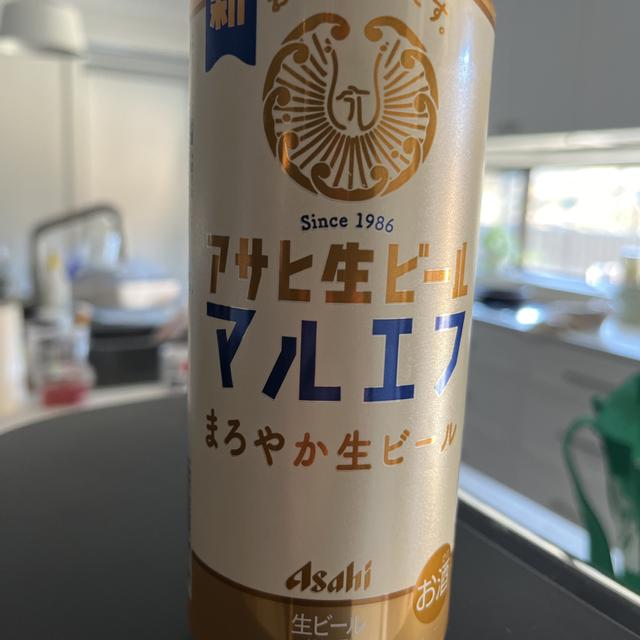 新
す。
Since 1986
アサヒ生ビール
マルエフ
まろやか生ビール
Asahi
お酒
生ビール